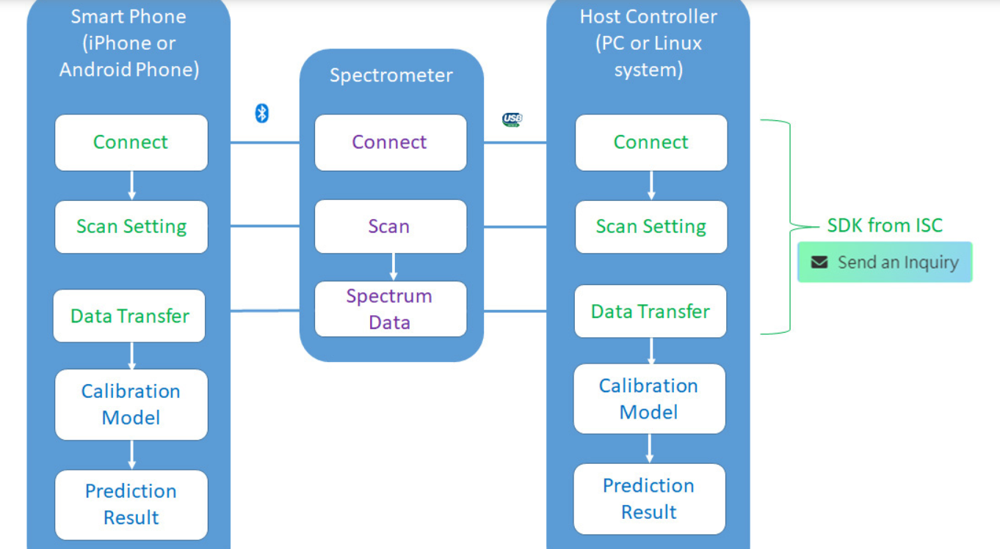 Smart Phone
(iPhone or
Android Phone)
Connect
Scan Setting
Data Transfer
Calibration
Model
Prediction
Result
Spectrometer
Connect
Scan
Spectrum
Data
USB
Host Controller
(PC or Linux
system)
Connect
Scan Setting
Data Transfer
Calibration
Model
Prediction
Result
SDK from ISC
Send an Inquiry